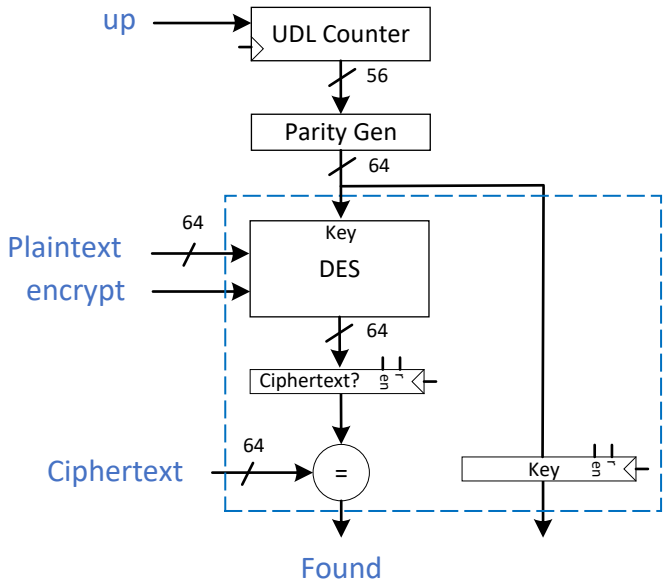 up
UDL Counter
56
Parity Gen
64
Key
64
Plaintext
DES
encrypt
64
Ciphertext?
en
r
64
Ciphertext
=
Key
en
r
Found